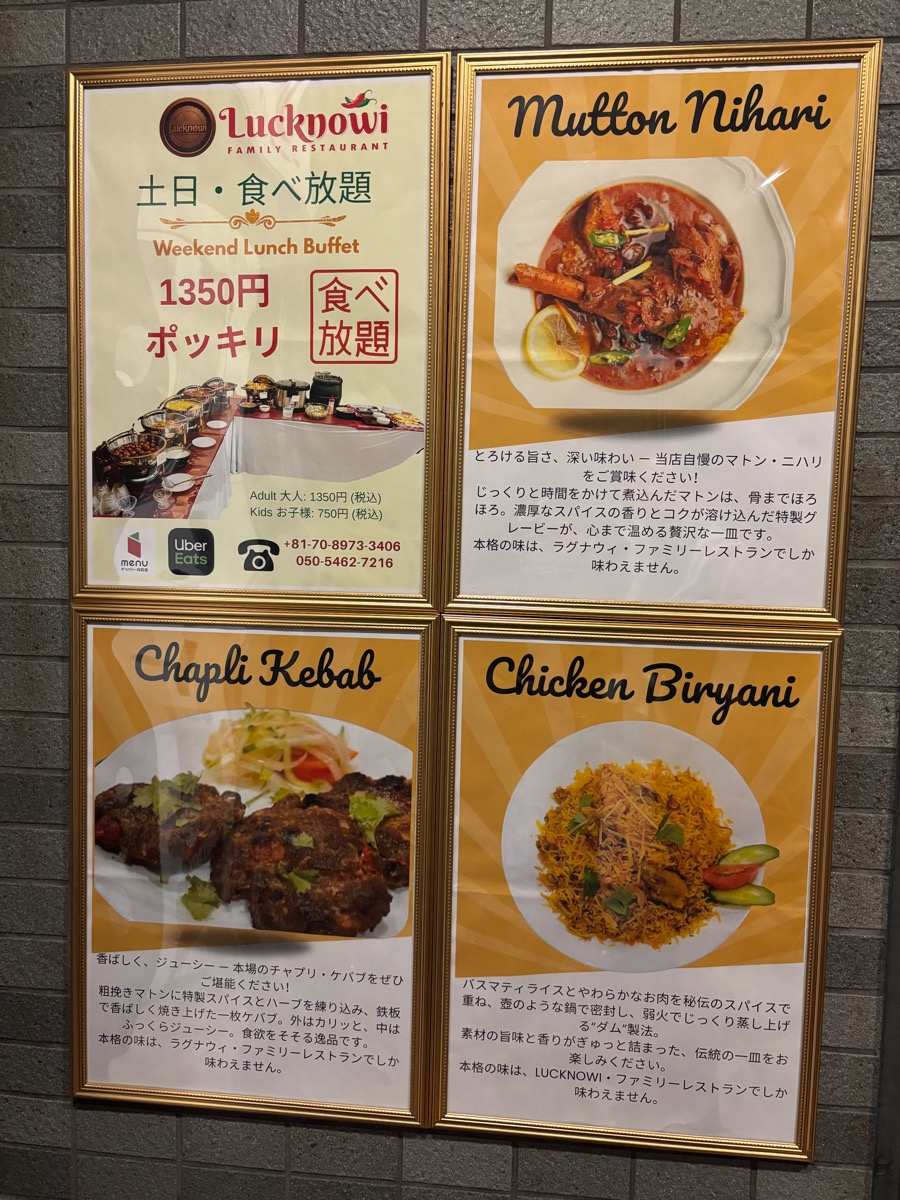 Lucknowi
Lucknowi
FAMILY RESTAURANT
土日・食べ放題
Weekend Lunch Buffet
1350円
ポッキリ
食べ
放題
Adult 大人: 1350円 (税込)
Kids お子様: 750円 (税込)
menu
Uber
Eats
+81-70-8973-3406
050-5462-7216
Mutton Nihari
とろける旨さ、深い味わい — 当店自慢のマトン・ニハリ
をご賞味ください!
じっくりと時間をかけて煮込んだマトンは、骨までほろ
ほろ。濃厚なスパイスの香りとコクが溶け込んだ特製グ
レービーが、心まで温める贅沢な一皿です。
本格の味は、ラグナウィ・ファミリーレストランでしか
味わえません。
Chapli Kebab
香ばしく、ジューシー — 本場のチャプリ・ケバブをぜひ
ご堪能ください!
粗挽きマトンに特製スパイスとハーブを練り込み、鉄板
で香ばしく焼き上げた一枚ケバブ。外はカリッと、中は
ふっくらジューシー。食欲をそそる逸品です。
本格の味は、ラグナウィ・ファミリーレストランでしか
味わえません。
Chicken Biryani
バスマティライスとやわらかなお肉を秘伝のスパイスで
重ね、壺のような鍋で密封し、弱火でじっくり蒸し上げ
る"ダム"製法。
素材の旨味と香りがぎゅっと詰まった、伝統の一皿をお
楽しみください。
本格の味は、LUCKNOWI・ファミリーレストランでしか
味わえません。